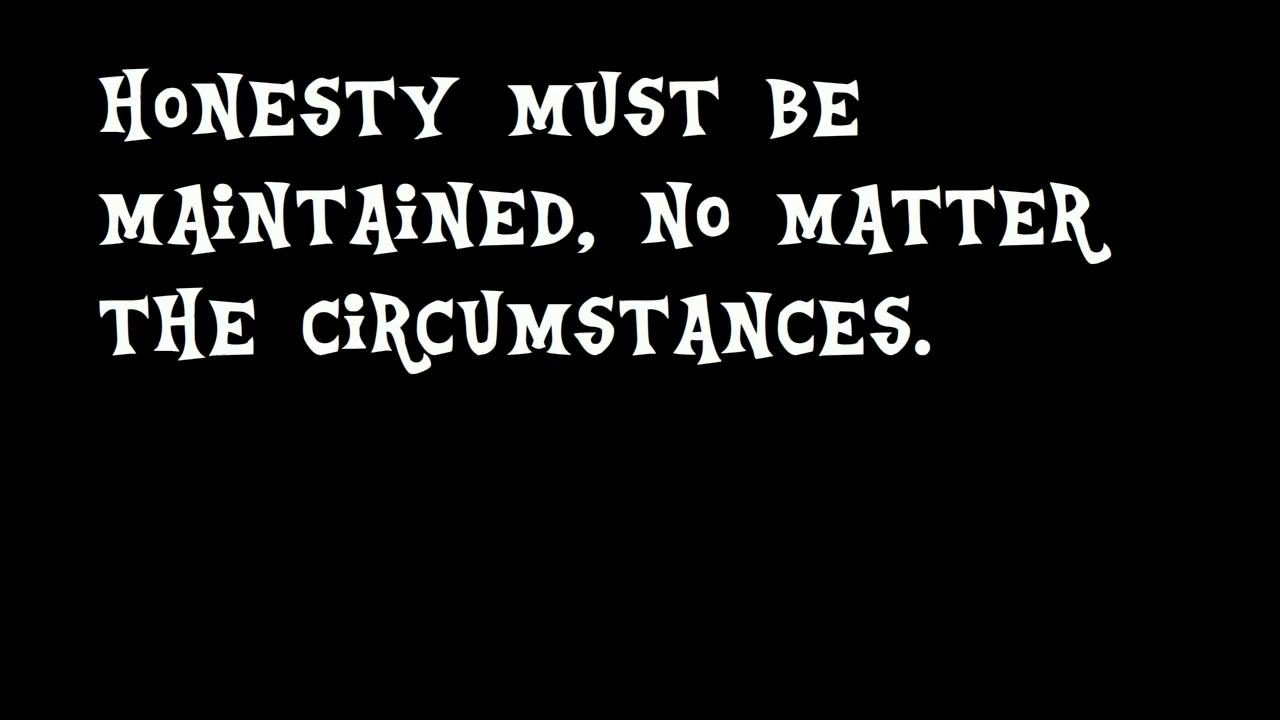 HONESTY MUST BE
MAINTAINED, NO MATTER
THE CIRCUMSTANCES.